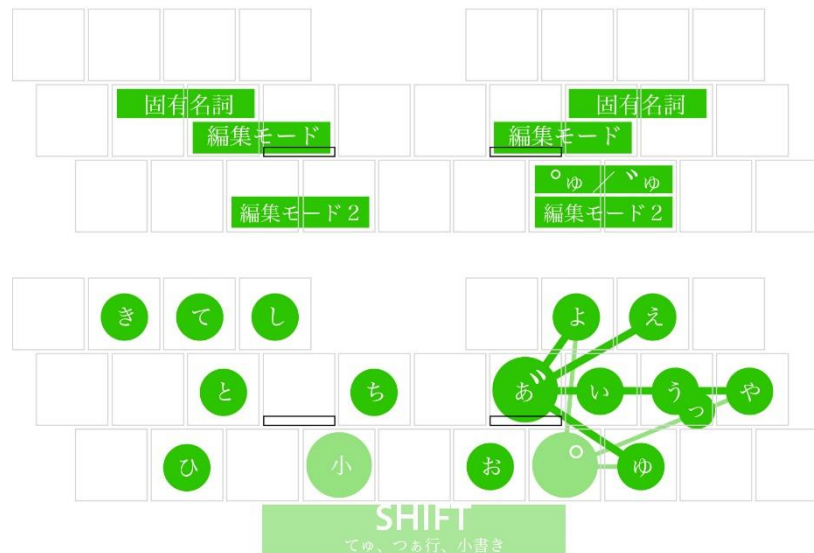 固有名詞 固有名詞
編集モード 編集モード
゜ゅ／゛ゅ
編集モード２ 編集モード２
き て し よ え
と ち あ゛ い う や
っ
ひ 小 お ゜ ゅ
SHIFT
てゅ、つぁ行、小書き